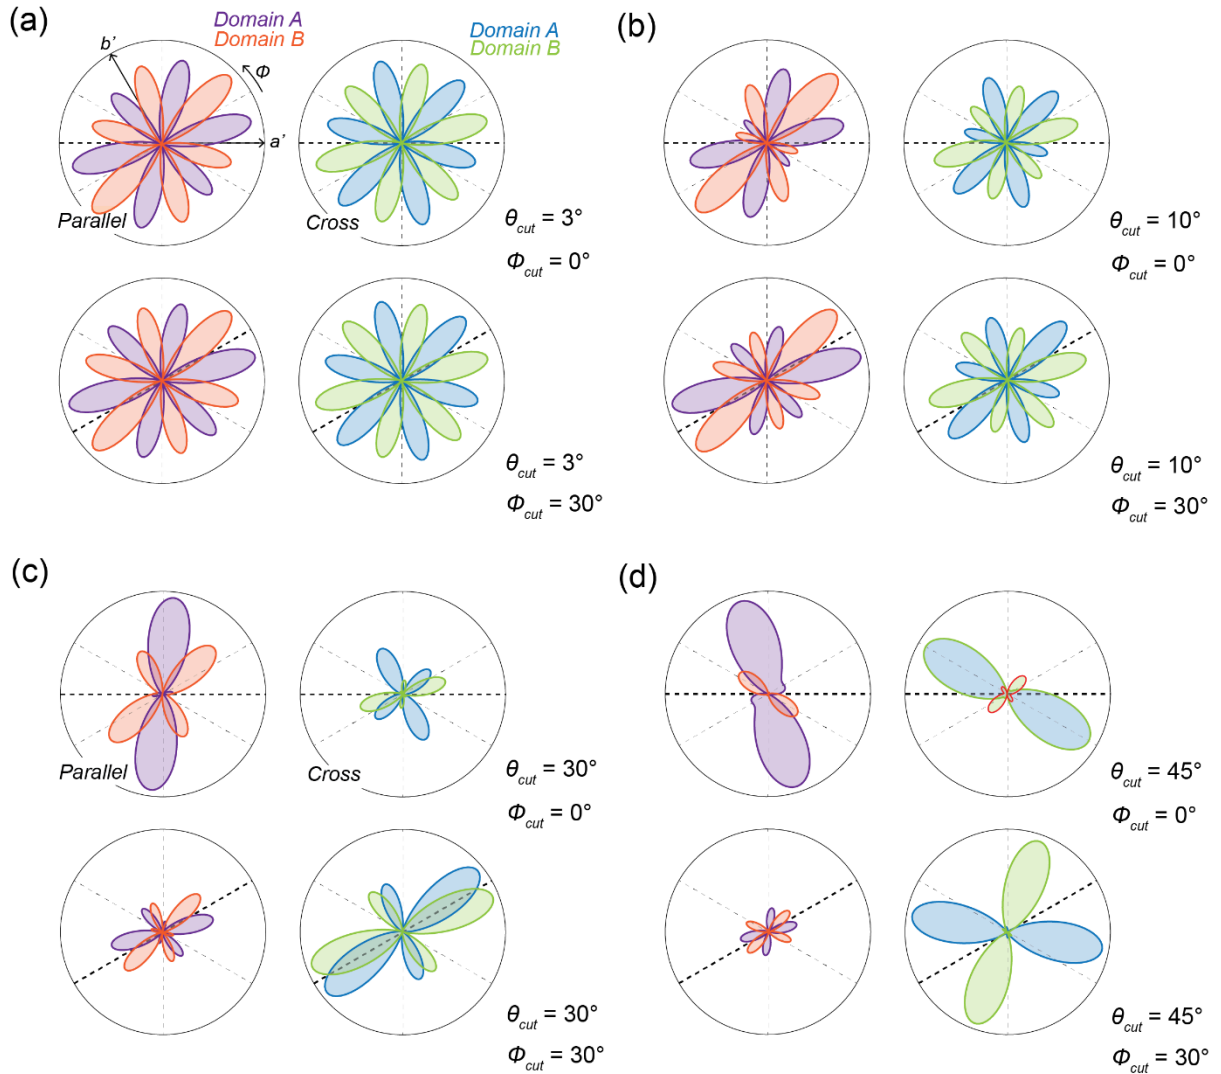 (a)
Domain A
Domain B
Domain A
Domain B
b'
Φ
a'
Parallel
Cross
θcut = 3°
Φcut = 0°
θcut = 3°
Φcut = 30°
(b)
θcut = 10°
Φcut = 0°
θcut = 10°
Φcut = 30°
(c)
Parallel
Cross
θcut = 30°
Φcut = 0°
θcut = 30°
Φcut = 30°
(d)
θcut = 45°
Φcut = 0°
θcut = 45°
Φcut = 30°